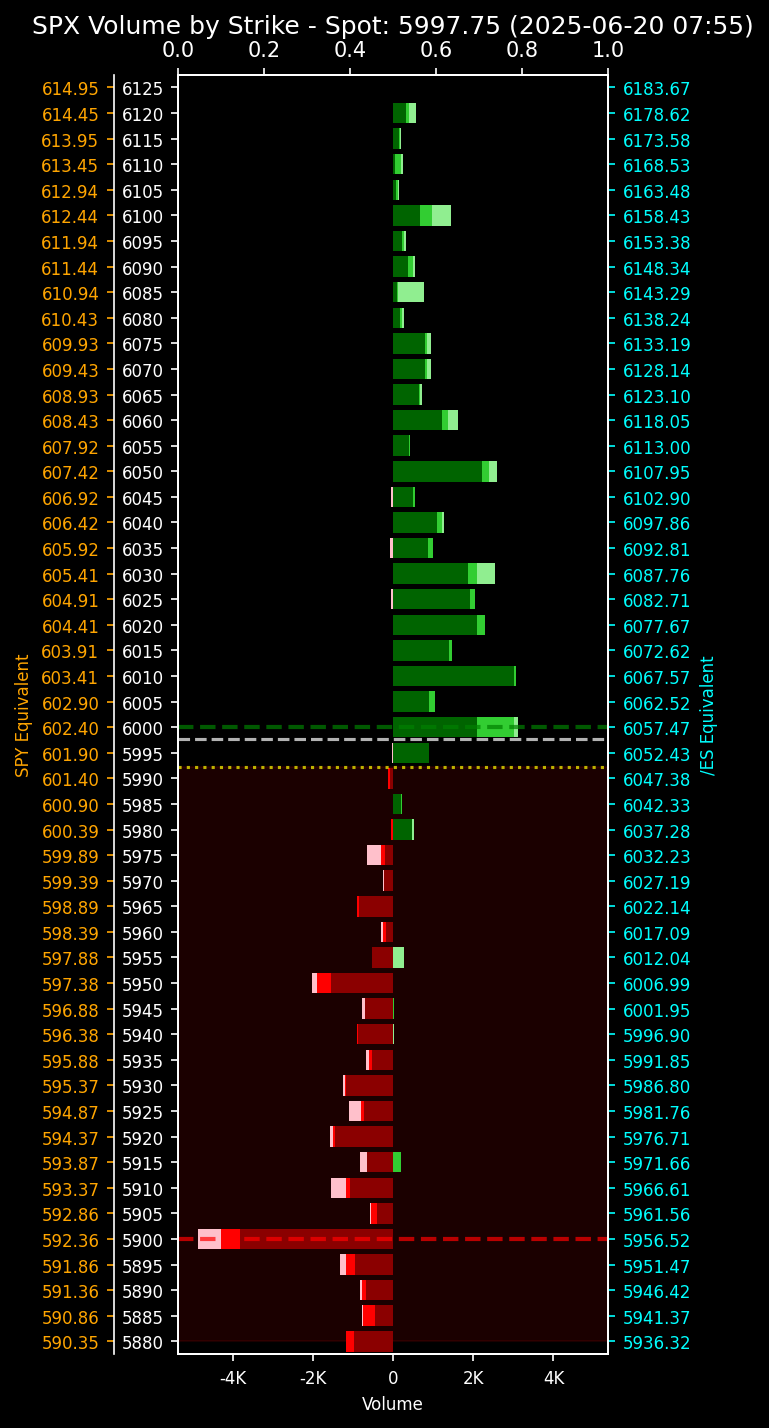 SPX Volume by Strike - Spot: 5997.75 (2025-06-20 07:55)
0.0 0.2 0.4 0.6 0.8 1.0
614.95 6125 6183.67
614.45 6120 6178.62
613.95 6115 6173.58
613.45 6110 6168.53
612.94 6105 6163.48
612.44 6100 6158.43
611.94 6095 6153.38
611.44 6090 6148.34
610.94 6085 6143.29
610.43 6080 6138.24
609.93 6075 6133.19
609.43 6070 6128.14
608.93 6065 6123.10
608.43 6060 6118.05
607.92 6055 6113.00
607.42 6050 6107.95
606.92 6045 6102.90
606.42 6040 6097.86
605.92 6035 6092.81
605.41 6030 6087.76
604.91 6025 6082.71
604.41 6020 6077.67
603.91 6015 6072.62
603.41 6010 6067.57
602.90 6005 6062.52
602.40 6000 6057.47
601.90 5995 6052.43
601.40 5990 6047.38
600.90 5985 6042.33
600.39 5980 6037.28
599.89 5975 6032.23
599.39 5970 6027.19
598.89 5965 6022.14
598.39 5960 6017.09
597.88 5955 6012.04
597.38 5950 6006.99
596.88 5945 6001.95
596.38 5940 5996.90
595.88 5935 5991.85
595.37 5930 5986.80
594.87 5925 5981.76
594.37 5920 5976.71
593.87 5915 5971.66
593.37 5910 5966.61
592.86 5905 5961.56
592.36 5900 5956.52
591.86 5895 5951.47
591.36 5890 5946.42
590.86 5885 5941.37
590.35 5880 5936.32
SPY Equivalent
/ES Equivalent
-4K -2K 0 2K 4K
Volume